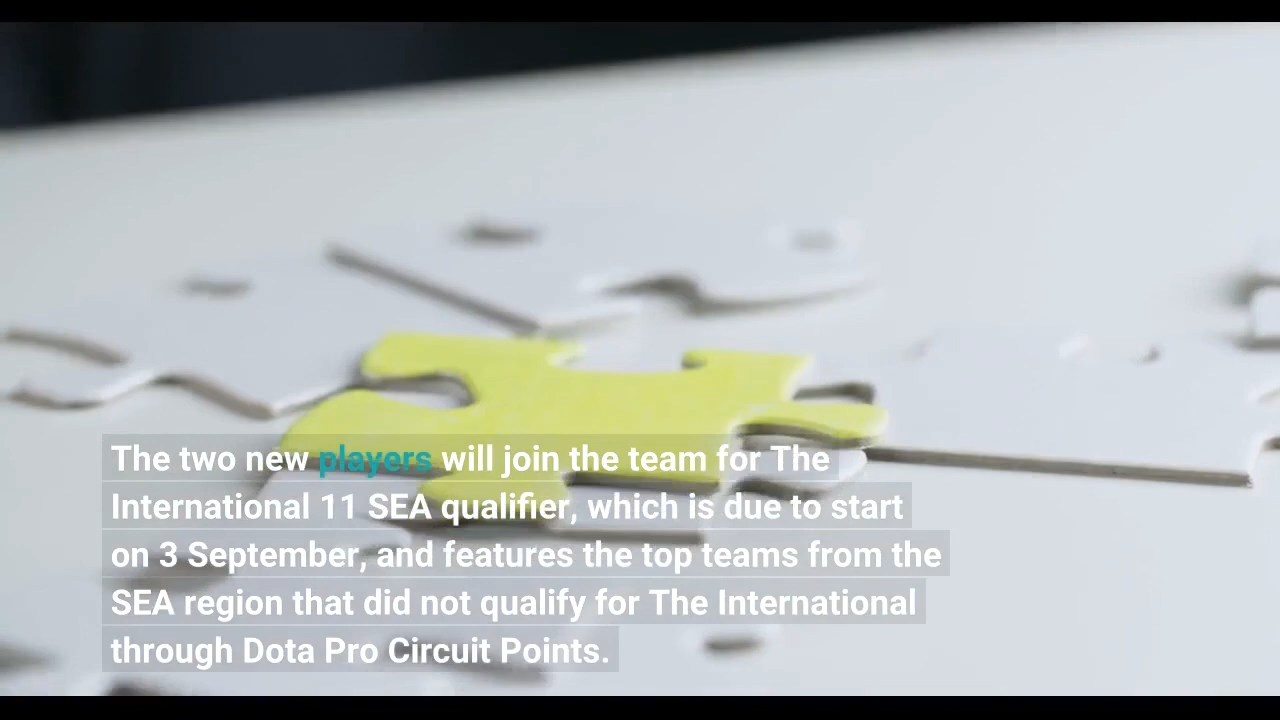 The two new players will join the team for The
International 11 SEA qualifier, which is due to start
on 3 September, and features the top teams from the
SEA region that did not qualify for The International
through Dota Pro Circuit Points.